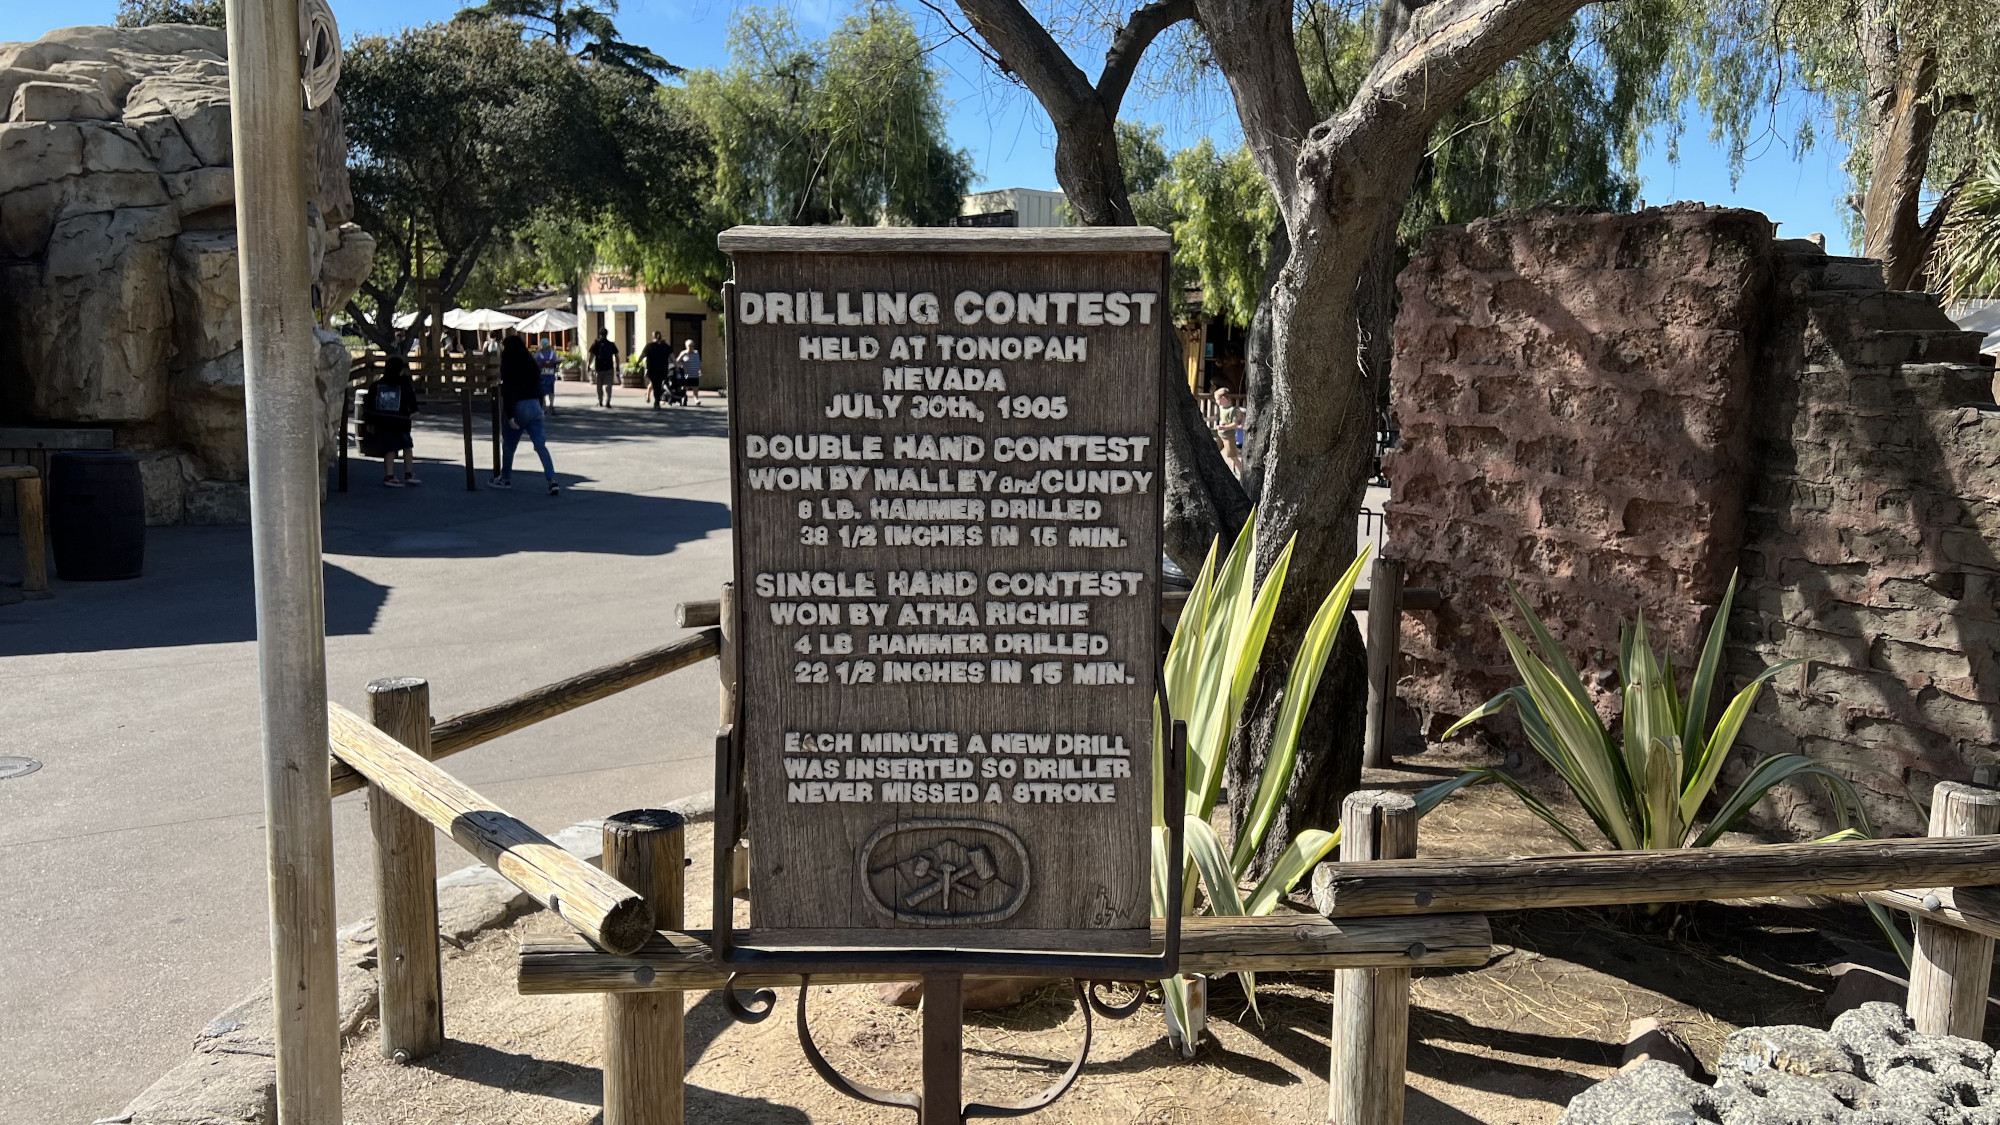 DRILLING CONTEST
HELD AT TONOPAH
NEVADA
JULY 30th, 1905
DOUBLE HAND CONTEST
WON BY MALLEY and CUNDY
8 LB. HAMMER DRILLED
38 1/2 INCHES IN 15 MIN.
SINGLE HAND CONTEST
WON BY ATHA RICHIE
4 LB HAMMER DRILLED
22 1/2 INCHES IN 15 MIN.
EACH MINUTE A NEW DRILL
WAS INSERTED SO DRILLER
NEVER MISSED A STROKE